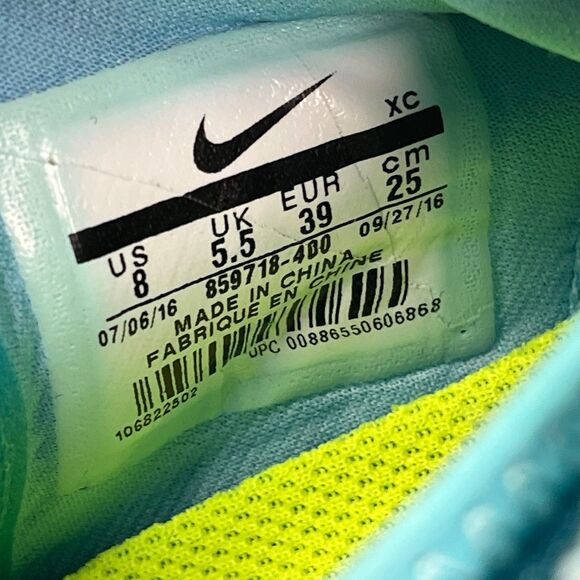 XC
US UK EUR cm
8 5.5 39 25
07/06/16 859718-400 09/27/16
MADE IN CHINA
FABRIQUE EN CHINE
UPC 00886550606868
106822502